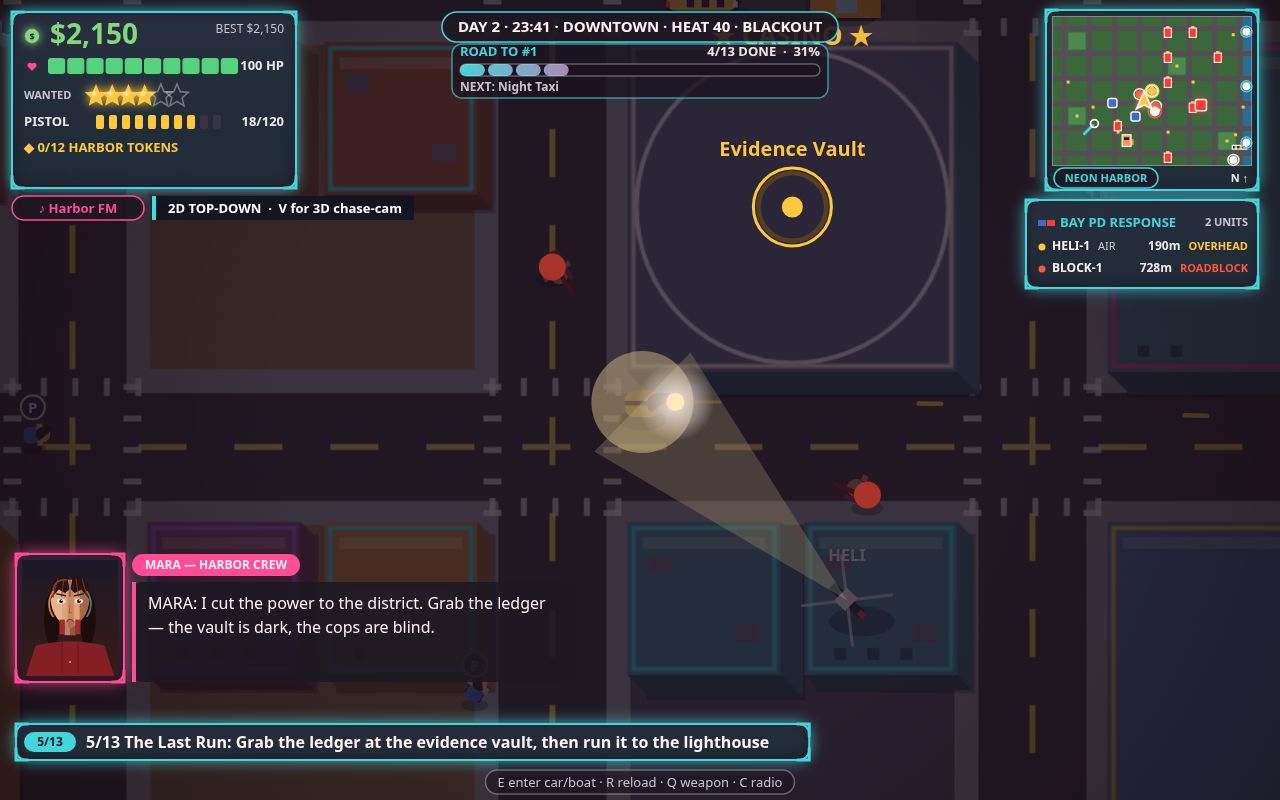 $ $2,150 BEST $2,150
100 HP
WANTED
PISTOL 18/120
◆ 0/12 HARBOR TOKENS
♪ Harbor FM
2D TOP-DOWN · V for 3D chase-cam
DAY 2 · 23:41 · DOWNTOWN · HEAT 40 · BLACKOUT
CASINO ★
ROAD TO #1 4/13 DONE · 31%
NEXT: Night Taxi
NEON HARBOR N ↑
BAY PD RESPONSE 2 UNITS
HELI-1 AIR 190m OVERHEAD
BLOCK-1 728m ROADBLOCK
Evidence Vault
P
HELI
MARA — HARBOR CREW
MARA: I cut the power to the district. Grab the ledger
— the vault is dark, the cops are blind.
P
5/13 5/13 The Last Run: Grab the ledger at the evidence vault, then run it to the lighthouse
E enter car/boat · R reload · Q weapon · C radio